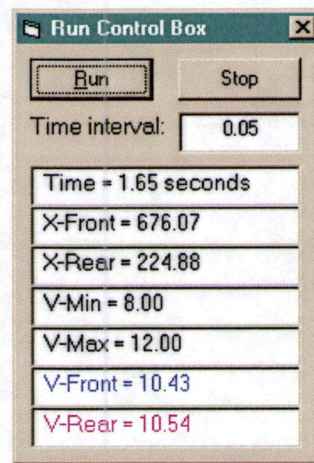 Run Control Box
Run Stop
Time interval: 0.05
Time = 1.65 seconds
X-Front = 676.07
X-Rear = 224.88
V-Min = 8.00
V-Max = 12.00
V-Front = 10.43
V-Rear = 10.54